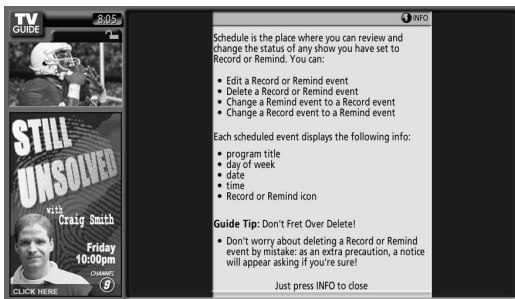 TV
GUIDE
8:05
INFO
Schedule is the place where you can review and
change the status of any show you have set to
Record or Remind. You can:
• Edit a Record or Remind event
• Delete a Record or Remind event
• Change a Remind event to a Record event
• Change a Record event to a Remind event
Each scheduled event displays the following info:
• program title
• day of week
• date
• time
• Record or Remind icon
Guide Tip: Don't Fret Over Delete!
• Don't worry about deleting a Record or Remind
event by mistake: as an extra precaution, a notice
will appear asking if you're sure!
Just press INFO to close
STILL
UNSOLVED
with
Craig Smith
Friday
10:00pm
CHANNEL
9
CLICK HERE